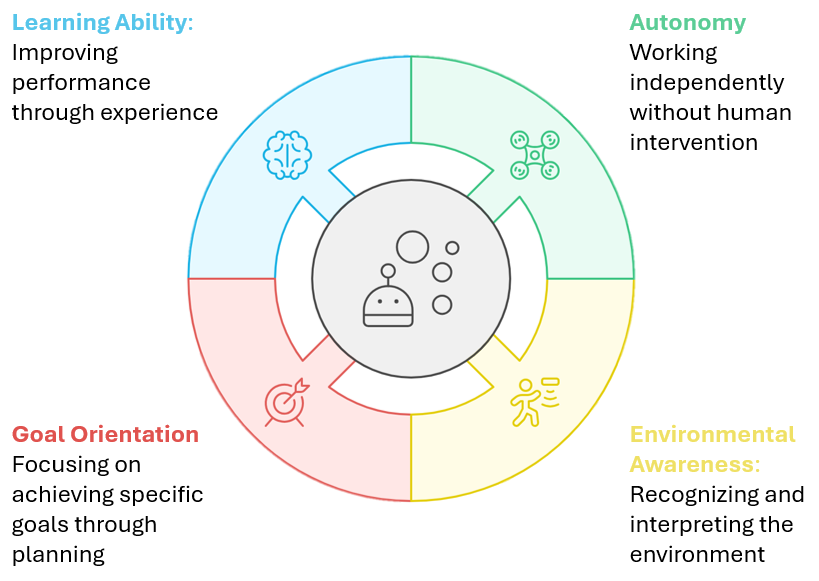 Learning Ability:
Improving
performance
through experience
Autonomy
Working
independently
without human
intervention
Goal Orientation
Focusing on
achieving specific
goals through
planning
Environmental
Awareness:
Recognizing and
interpreting the
environment